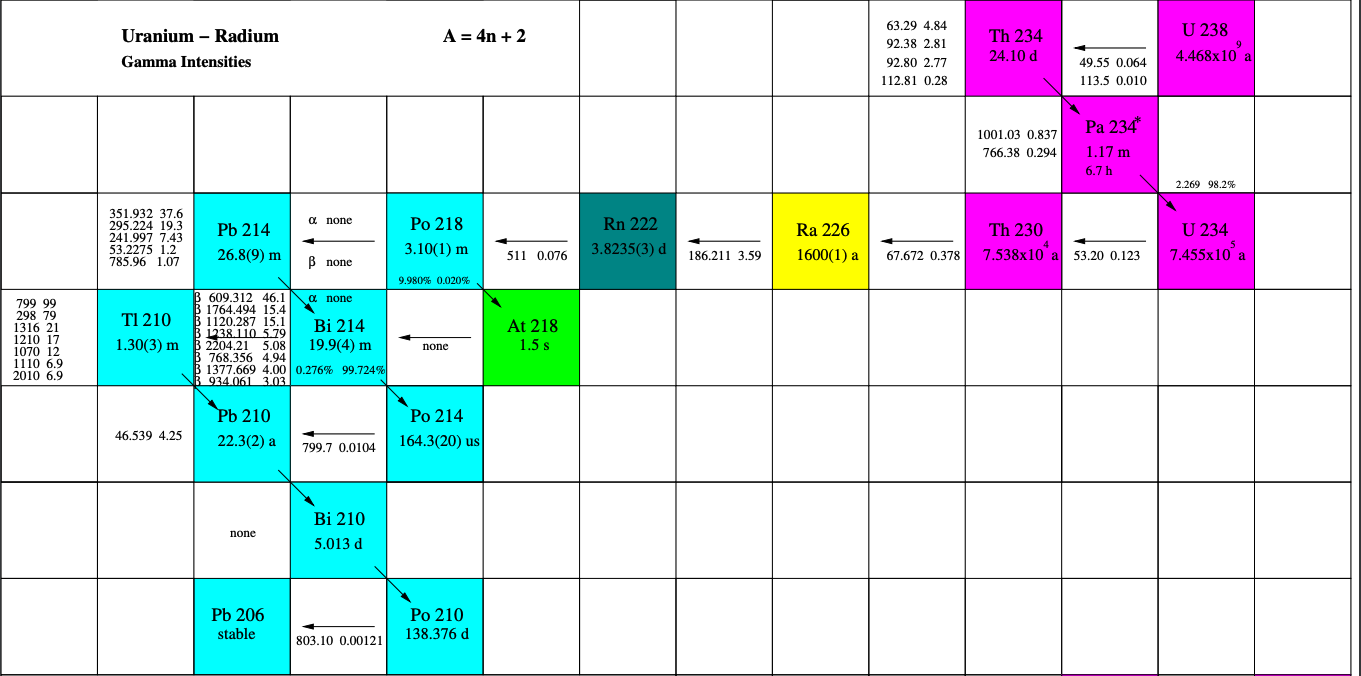 Uranium – Radium
A = 4n + 2
Gamma Intensities
63.29 4.84
92.38 2.81
92.80 2.77
112.81 0.28
Th 234
24.10 d
49.55 0.064
113.5 0.010
U 238
4.468x10⁹ a
1001.03 0.837
766.38 0.294
Pa 234*
1.17 m
6.7 h
2.269 98.2%
351.932 37.6
295.224 19.3
241.997 7.43
53.2275 1.2
785.96 1.07
Pb 214
26.8(9) m
α none
β none
Po 218
3.10(1) m
9.980% 0.020%
511 0.076
Rn 222
3.8235(3) d
186.211 3.59
Ra 226
1600(1) a
67.672 0.378
Th 230
7.538x10⁴ a
53.20 0.123
U 234
7.455x10⁵ a
799 99
298 79
1316 21
1210 17
1070 12
1110 6.9
2010 6.9
Tl 210
1.30(3) m
β 609.312 46.1
β 1764.494 15.4
β 1120.287 15.1
β 1238.110 5.79
β 2204.21 5.08
β 768.356 4.94
β 1377.669 4.00
β 934.061 3.03
α none
Bi 214
19.9(4) m
0.276% 99.724%
none
At 218
1.5 s
46.539 4.25
Pb 210
22.3(2) a
799.7 0.0104
Po 214
164.3(20) us
none
Bi 210
5.013 d
Pb 206
stable
803.10 0.00121
Po 210
138.376 d